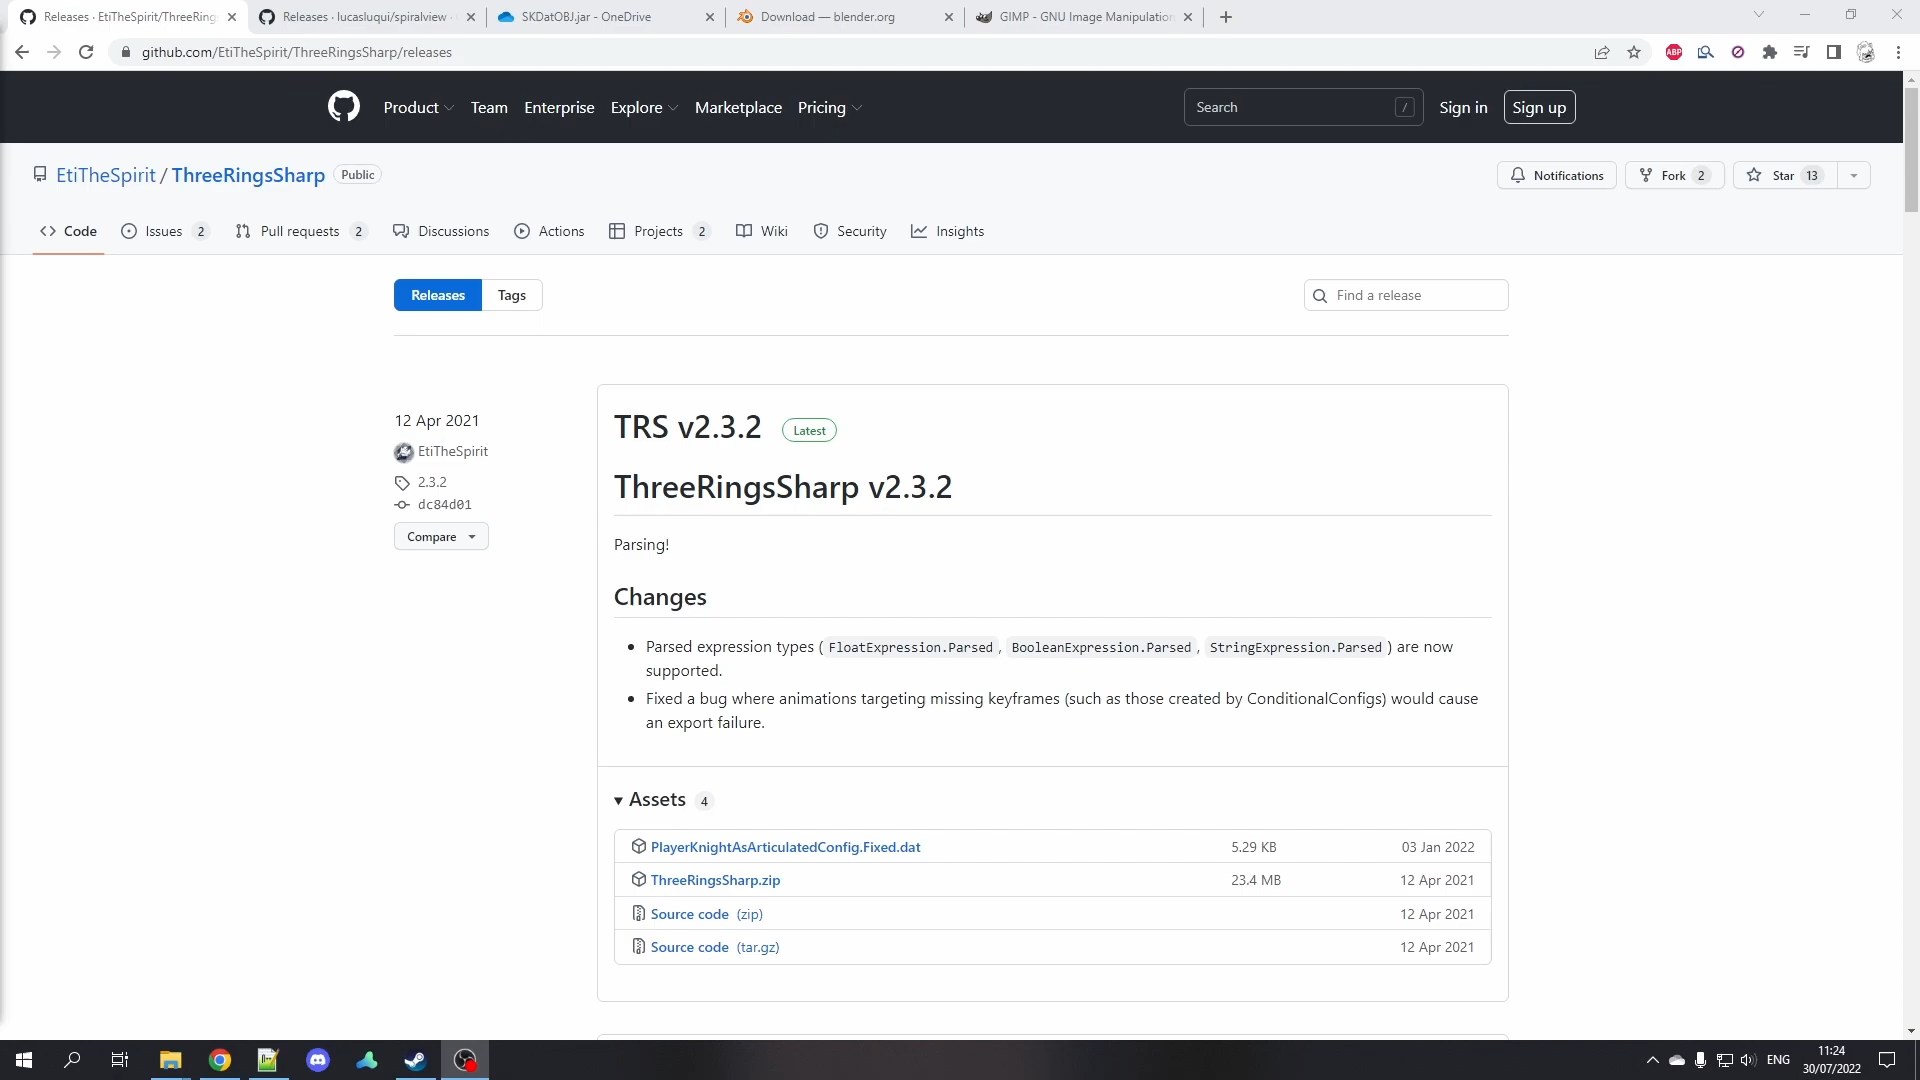 Releases · EtiTheSpirit/ThreeRing
Releases · lucasluqui/spiralview ·
SKDatOBJ.jar - OneDrive
Download — blender.org
GIMP - GNU Image Manipulation
github.com/EtiTheSpirit/ThreeRingsSharp/releases
ABP
Product
Team
Enterprise
Explore
Marketplace
Pricing
Search
/
Sign in
Sign up
EtiTheSpirit / ThreeRingsSharp Public
Notifications
Fork 2
Star 13
Code
Issues 2
Pull requests 2
Discussions
Actions
Projects 2
Wiki
Security
Insights
Releases
Tags
Find a release
12 Apr 2021
EtiTheSpirit
2.3.2
dc84d01
Compare
TRS v2.3.2 Latest
ThreeRingsSharp v2.3.2
Parsing!
Changes
Parsed expression types ( FloatExpression.Parsed , BooleanExpression.Parsed , StringExpression.Parsed ) are now
supported.
Fixed a bug where animations targeting missing keyframes (such as those created by ConditionalConfigs) would cause
an export failure.
Assets 4
PlayerKnightAsArticulatedConfig.Fixed.dat 5.29 KB 03 Jan 2022
ThreeRingsSharp.zip 23.4 MB 12 Apr 2021
Source code (zip) 12 Apr 2021
Source code (tar.gz) 12 Apr 2021
ENG
11:24
30/07/2022